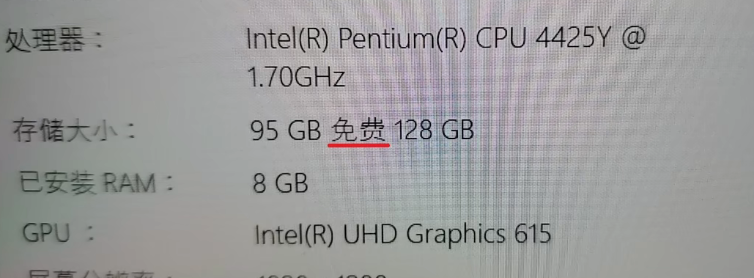 处理器： Intel(R) Pentium(R) CPU 4425Y @
1.70GHz
存储大小： 95 GB 免费 128 GB
已安装 RAM： 8 GB
GPU ： Intel(R) UHD Graphics 615